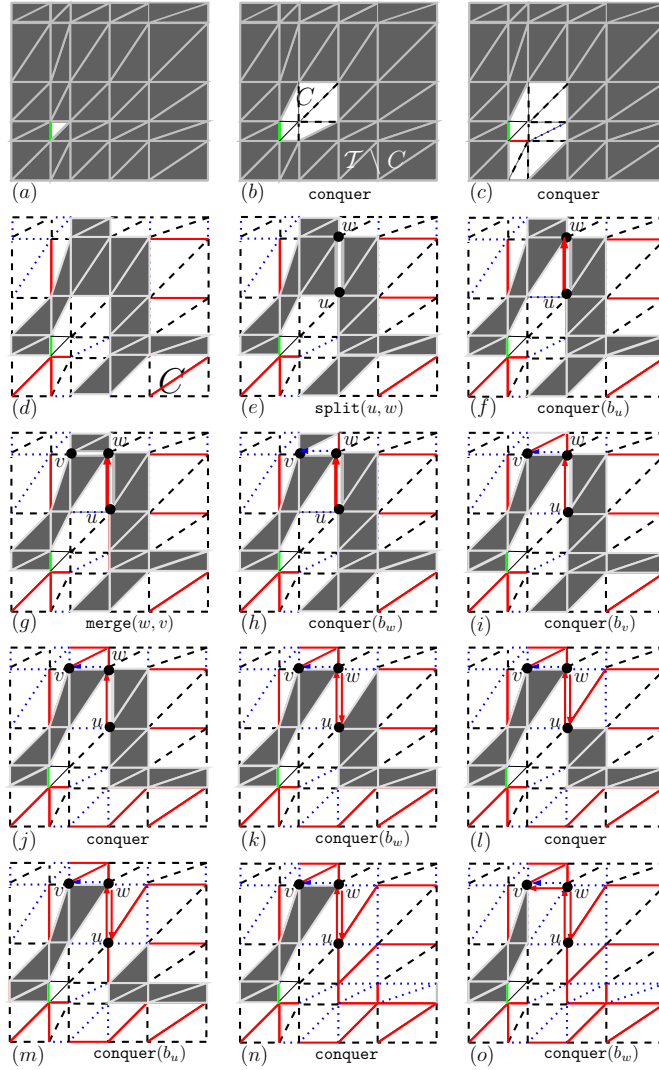 C
𝒯 \ C
(a) (b) (c)
conquer conquer
w
u
C
w
u
(d) (e) (f)
split(u, w) conquer(b_u)
v w
u
v w
u
v w
u
(g) (h) (i)
merge(w, v) conquer(b_w) conquer(b_v)
v w
u
v w
u
v w
u
(j) (k) (l)
conquer conquer(b_w) conquer
v w
u
v w
u
v w
u
(m) (n) (o)
conquer(b_u) conquer conquer(b_w)